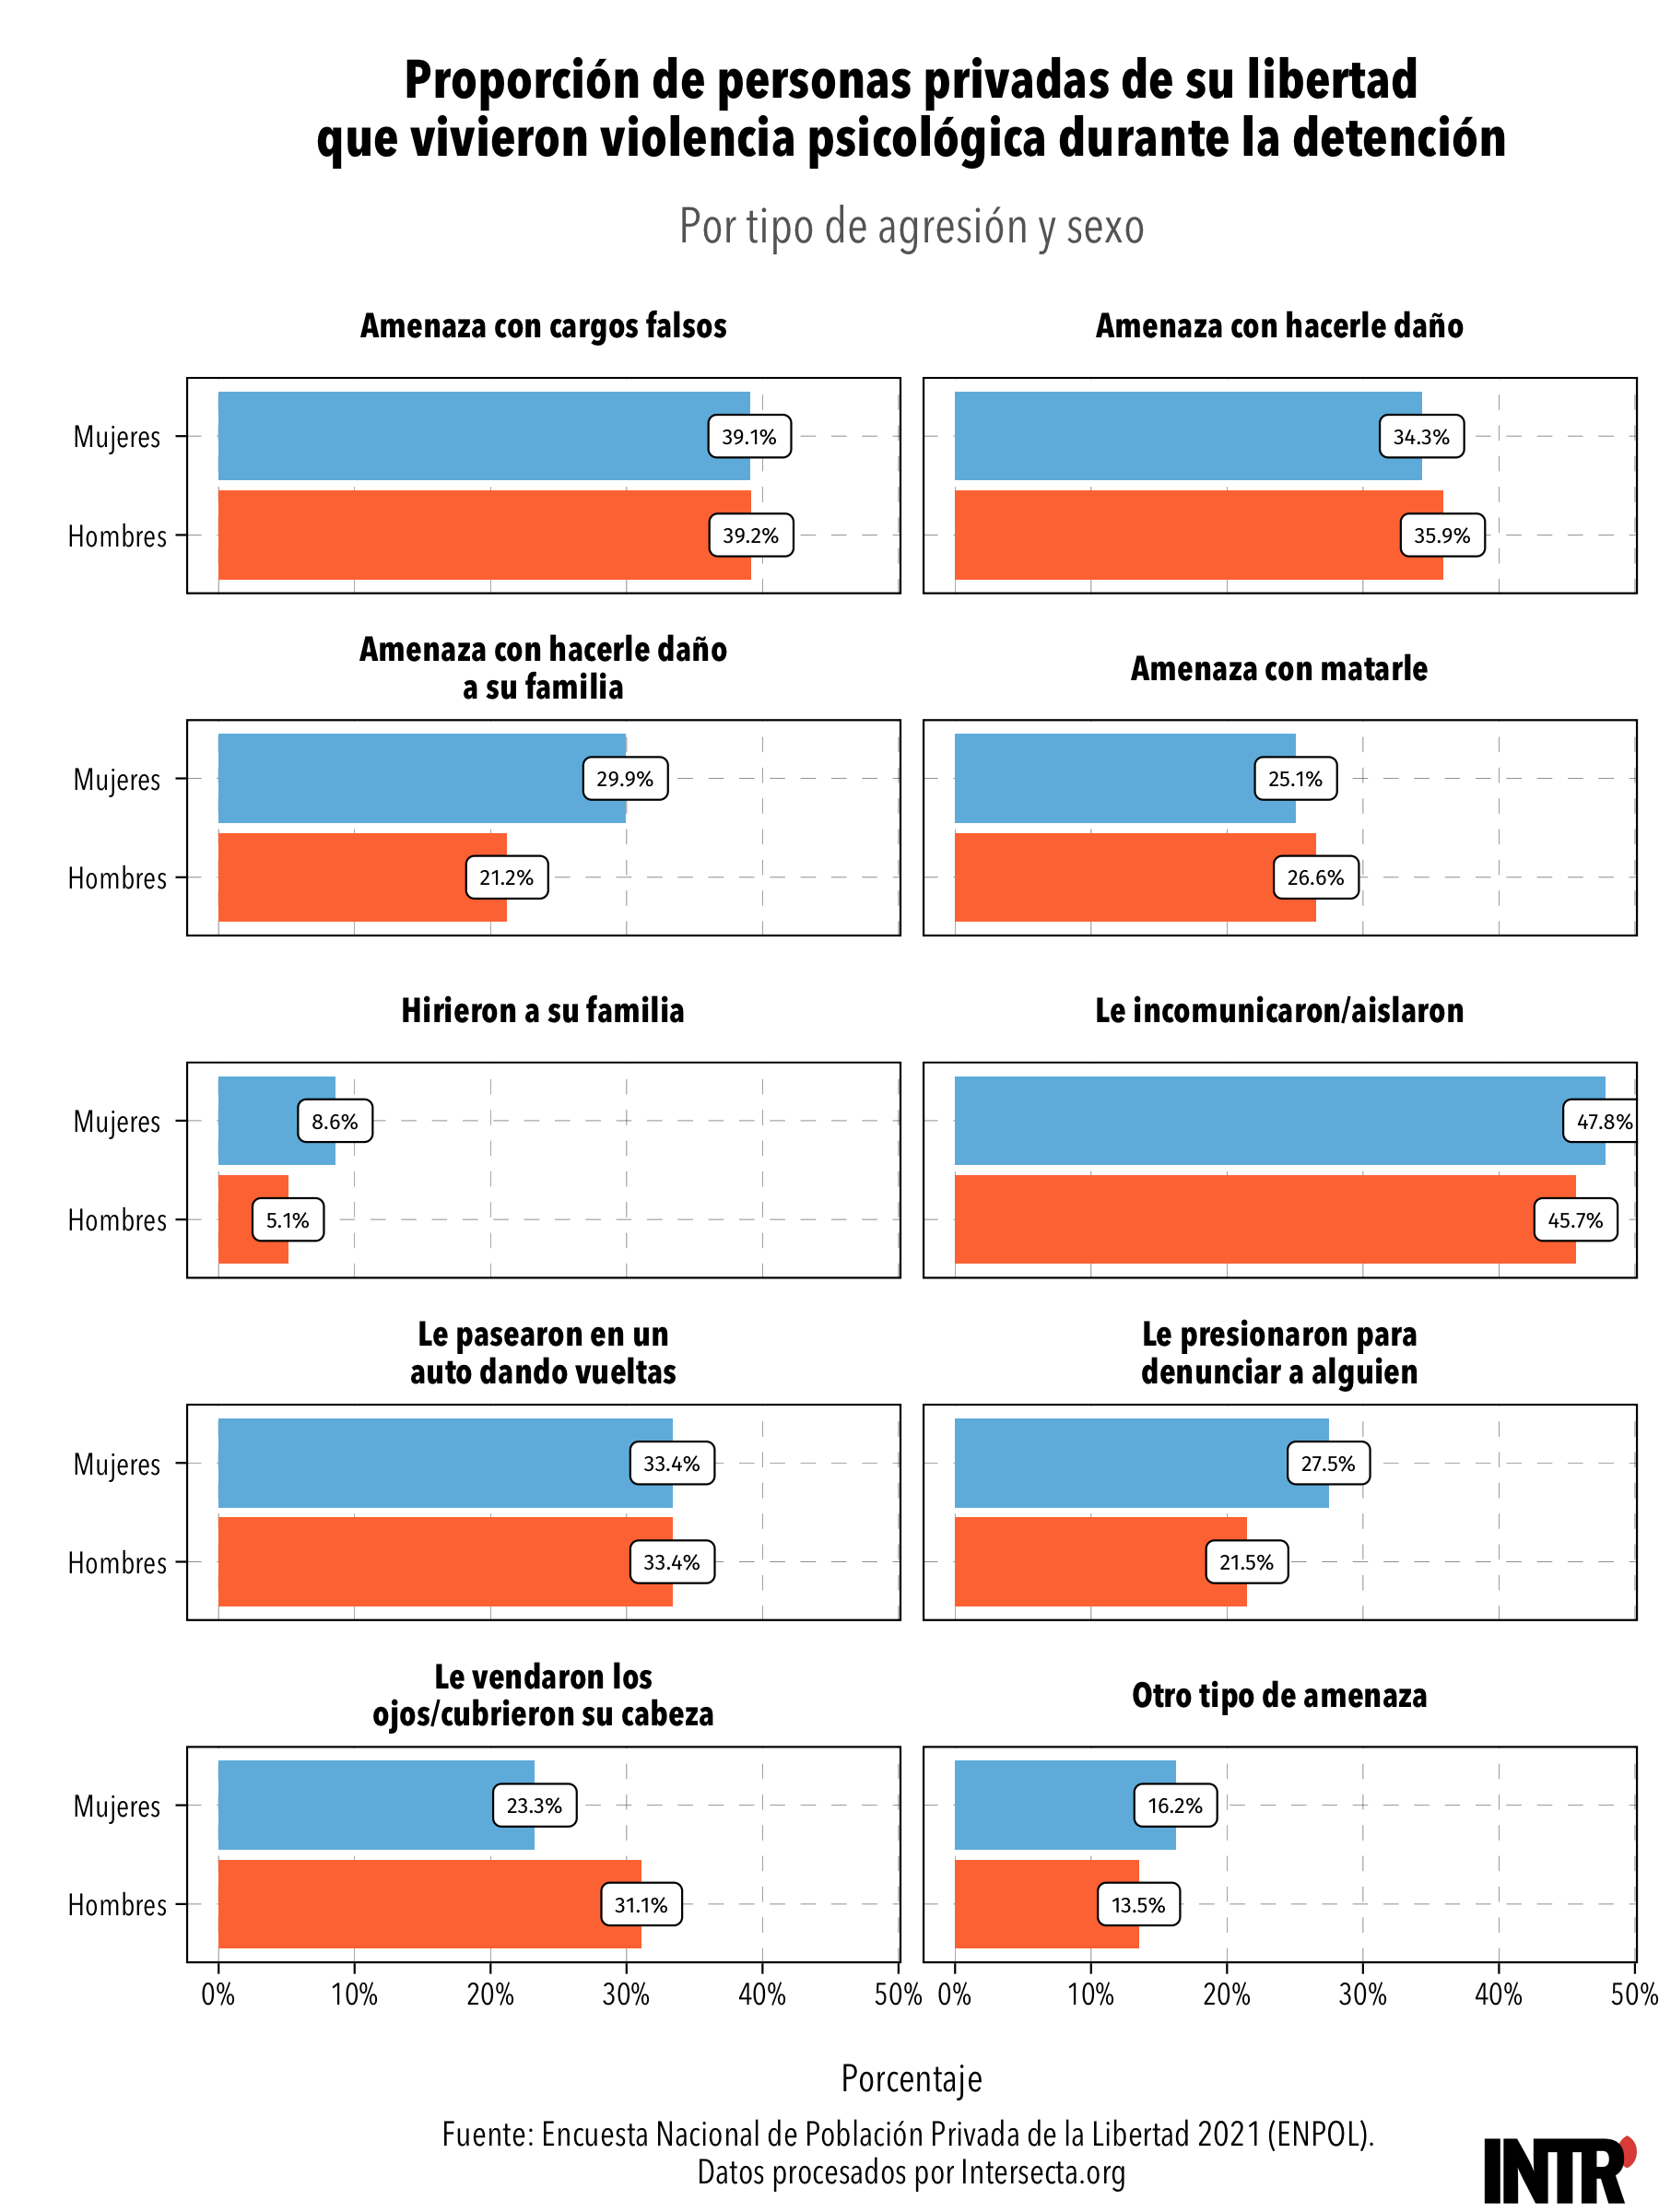 Proporción de personas privadas de su libertad
que vivieron violencia psicológica durante la detención
Por tipo de agresión y sexo
Amenaza con cargos falsos
Mujeres
39.1%
Hombres
39.2%
Amenaza con hacerle daño
34.3%
35.9%
Amenaza con hacerle daño
a su familia
Mujeres
29.9%
Hombres
21.2%
Amenaza con matarle
25.1%
26.6%
Hirieron a su familia
Mujeres
8.6%
Hombres
5.1%
Le incomunicaron/aislaron
47.8%
45.7%
Le pasearon en un
auto dando vueltas
Mujeres
33.4%
Hombres
33.4%
Le presionaron para
denunciar a alguien
27.5%
21.5%
Le vendaron los
ojos/cubrieron su cabeza
Mujeres
23.3%
Hombres
31.1%
Otro tipo de amenaza
16.2%
13.5%
0% 10% 20% 30% 40% 50%
0% 10% 20% 30% 40% 50%
Porcentaje
Fuente: Encuesta Nacional de Población Privada de la Libertad 2021 (ENPOL).
Datos procesados por Intersecta.org
INTR